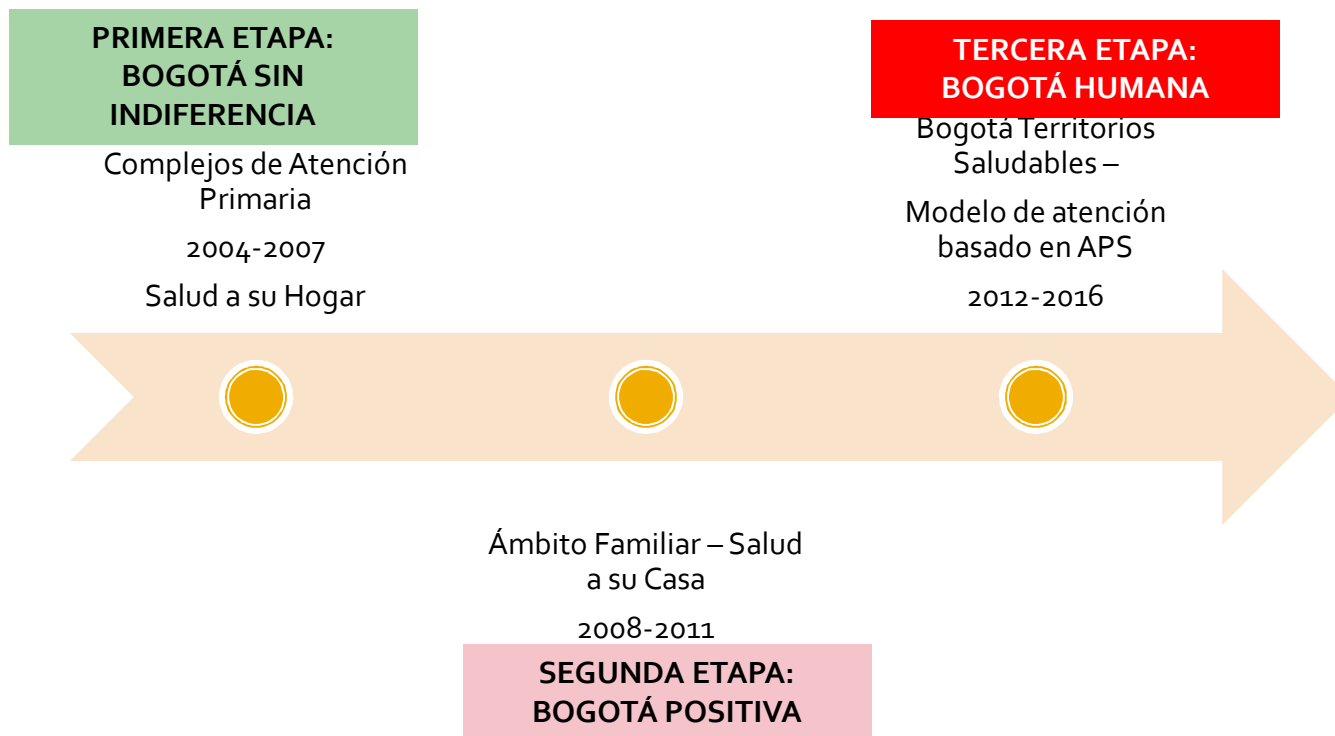 PRIMERA ETAPA:
BOGOTÁ SIN
INDIFERENCIA
Complejos de Atención
Primaria
2004-2007
Salud a su Hogar
Ámbito Familiar – Salud
a su Casa
2008-2011
SEGUNDA ETAPA:
BOGOTÁ POSITIVA
TERCERA ETAPA:
BOGOTÁ HUMANA
Bogotá Territorios
Saludables –
Modelo de atención
basado en APS
2012-2016